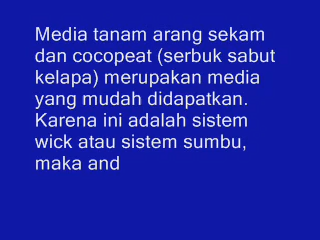 Media tanam arang sekam
dan cocopeat (serbuk sabut
kelapa) merupakan media
yang mudah didapatkan.
Karena ini adalah sistem
wick atau sistem sumbu,
maka and